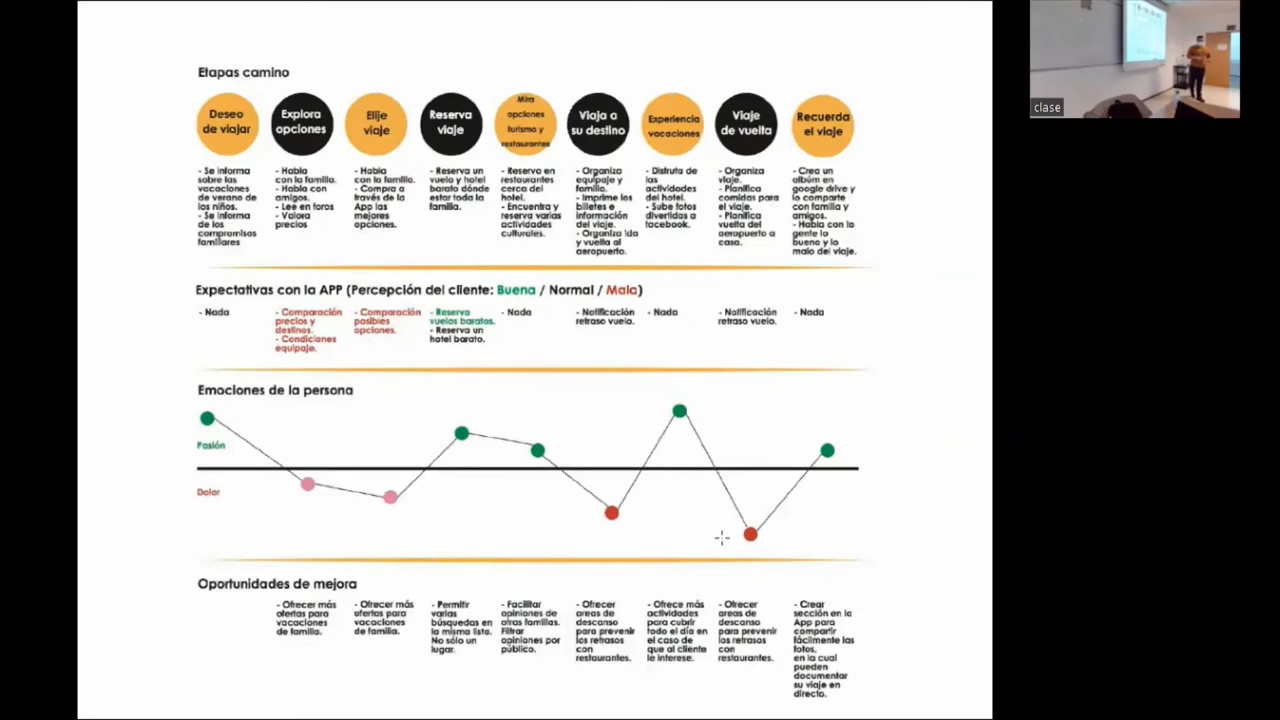 Etapas camino
Deseo
de viajar
Explora
opciones
Elije
viaje
Reserva
viaje
Mira
opciones
turismo y
restaurantes
Viaja a
su destino
Experiencia
vacaciones
Viaje
de vuelta
Recuerda
el viaje
- Se informa
sobre las
vacaciones
de verano de
los niños.
- Se informa
de los
compromisos
familiares
- Habla
con la familia.
- Habla con
amigos.
- Lee en foros
- Valora
precios
- Habla
con la familia.
- Compra a
través de la
App las
mejores
opciones.
- Reserva un
vuelo y hotel
barato dónde
estar toda la
familia.
- Reserva en
restaurantes
cerca del
hotel.
- Encuentra y
reserva varias
actividades
culturales.
- Organiza
equipaje y
familia.
- Imprime los
billetes e
información
del viaje.
- Organiza ida
y vuelta al
aeropuerto.
- Disfruta de
las
actividades
del hotel.
- Sube fotos
divertidas a
facebook.
- Organiza
viaje.
- Planifica
comidas para
el viaje.
- Planifica
vuelta del
aeropuerto a
casa.
- Crea un
albúm en
google drive y
lo comparte
con familia y
amigos.
- Habla con la
gente lo
bueno y lo
malo del viaje.
Expectativas con la APP (Percepción del cliente: Buena / Normal / Mala)
- Nada
- Comparación
precios y
destinos.
- Condiciones
equipaje.
- Comparación
posibles
opciones.
- Reserva
vuelos baratos.
- Reserva un
hotel barato.
- Nada
- Notificación
retraso vuelo.
- Nada
- Notificación
retraso vuelo.
- Nada
Emociones de la persona
Pasión
Dolor
Oportunidades de mejora
- Ofrecer más
ofertas para
vacaciones
de familia.
- Ofrecer más
ofertas para
vacaciones
de familia.
- Permitir
varias
búsquedas en
la misma lista.
No sólo un
lugar.
- Facilitar
opiniones de
otras familias.
Filtrar
opiniones por
público.
- Ofrecer
areas de
descanso
para prevenir
los retrasos
con
restaurantes.
- Ofrece más
actividades
para cubrir
todo el día en
el caso de
que al cliente
le interese.
- Ofrecer
areas de
descanso
para prevenir
los retrasos
con
restaurantes.
- Crear
sección en la
App para
compartir
fácilmente las
fotos,
en la cual
pueden
documentar
su viaje en
directo.
clase